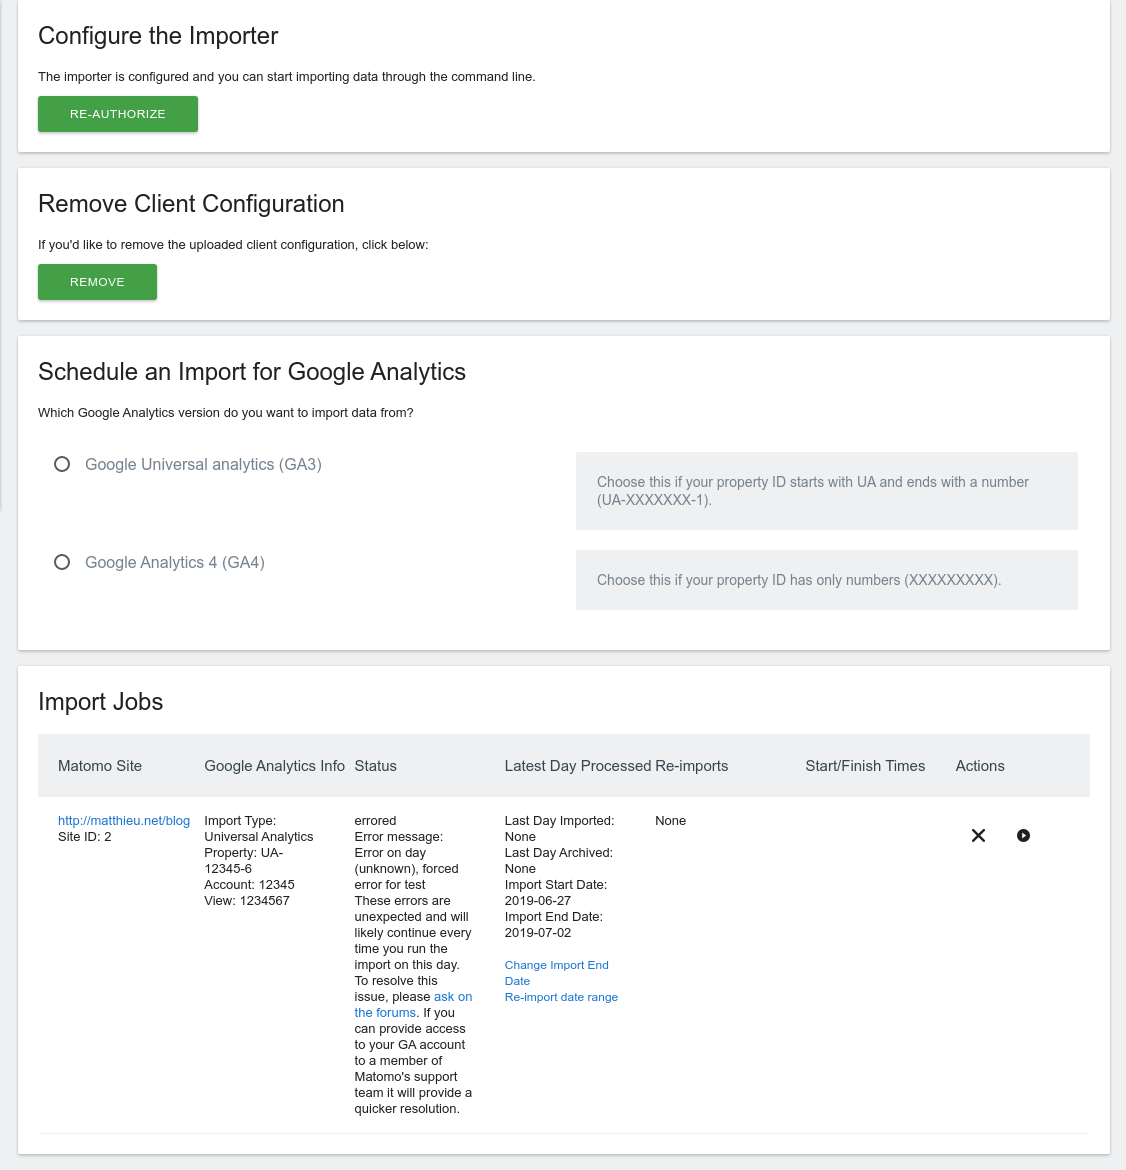 Configure the Importer
The importer is configured and you can start importing data through the command line.
RE-AUTHORIZE
Remove Client Configuration
If you'd like to remove the uploaded client configuration, click below:
REMOVE
Schedule an Import for Google Analytics
Which Google Analytics version do you want to import data from?
Google Universal analytics (GA3)
Choose this if your property ID starts with UA and ends with a number
(UA-XXXXXXX-1).
Google Analytics 4 (GA4)
Choose this if your property ID has only numbers (XXXXXXXXX).
Import Jobs
Matomo Site Google Analytics Info Status Latest Day Processed Re-imports Start/Finish Times Actions
http://matthieu.net/blog
Site ID: 2
Import Type:
Universal Analytics
Property: UA-
12345-6
Account: 12345
View: 1234567
errored
Error message:
Error on day
(unknown), forced
error for test
These errors are
unexpected and will
likely continue every
time you run the
import on this day.
To resolve this
issue, please ask on
the forums. If you
can provide access
to your GA account
to a member of
Matomo's support
team it will provide a
quicker resolution.
Last Day Imported:
None
Last Day Archived:
None
Import Start Date:
2019-06-27
Import End Date:
2019-07-02
Change Import End
Date
Re-import date range
None